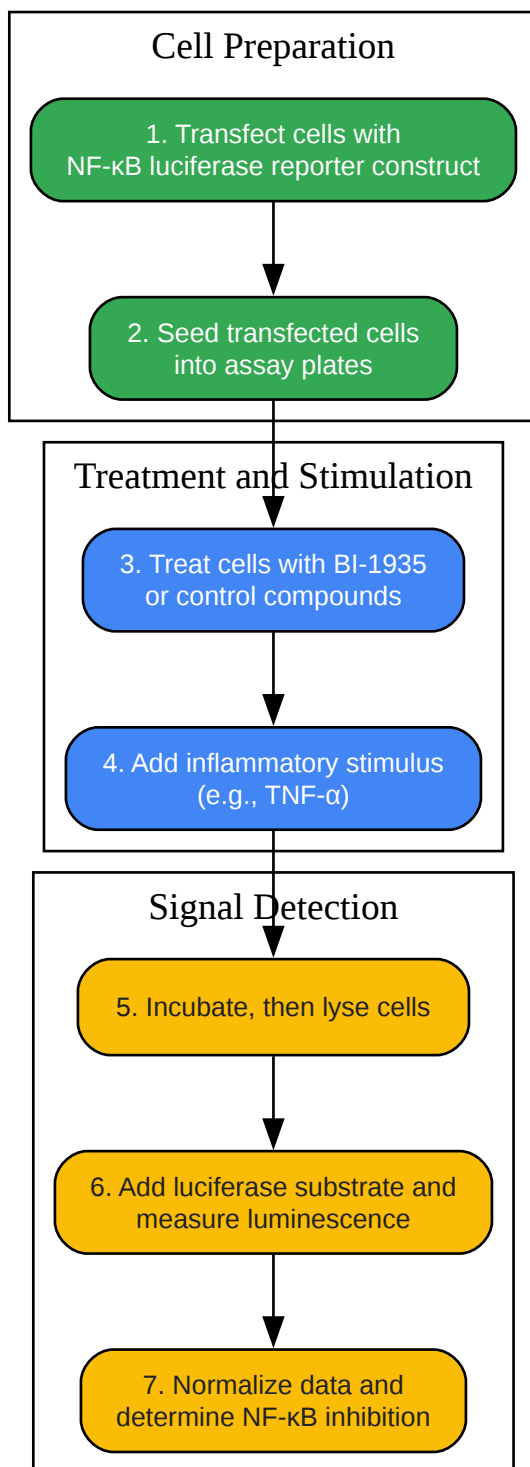 Cell Preparation
1. Transfect cells with
NF-κB luciferase reporter construct
2. Seed transfected cells
into assay plates
Treatment and Stimulation
3. Treat cells with BI-1935
or control compounds
4. Add inflammatory stimulus
(e.g., TNF-α)
Signal Detection
5. Incubate, then lyse cells
6. Add luciferase substrate and
measure luminescence
7. Normalize data and
determine NF-κB inhibition